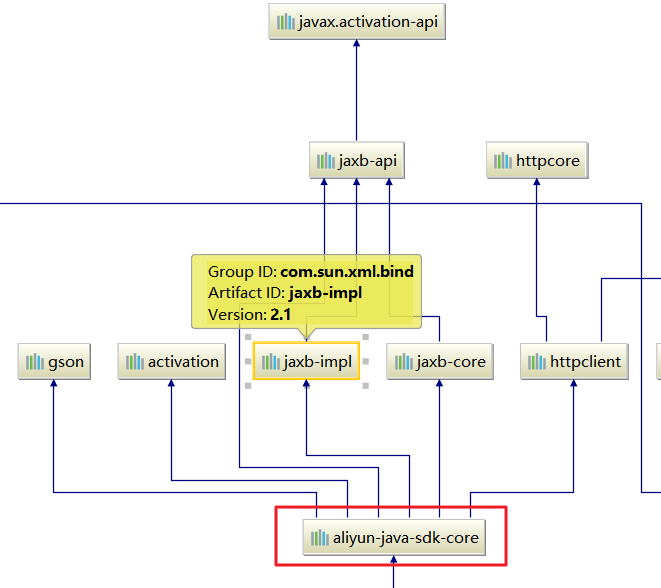 javax.activation-api
jaxb-api
httpcore
Group ID: com.sun.xml.bind
Artifact ID: jaxb-impl
Version: 2.1
gson
activation
jaxb-impl
jaxb-core
httpclient
aliyun-java-sdk-core